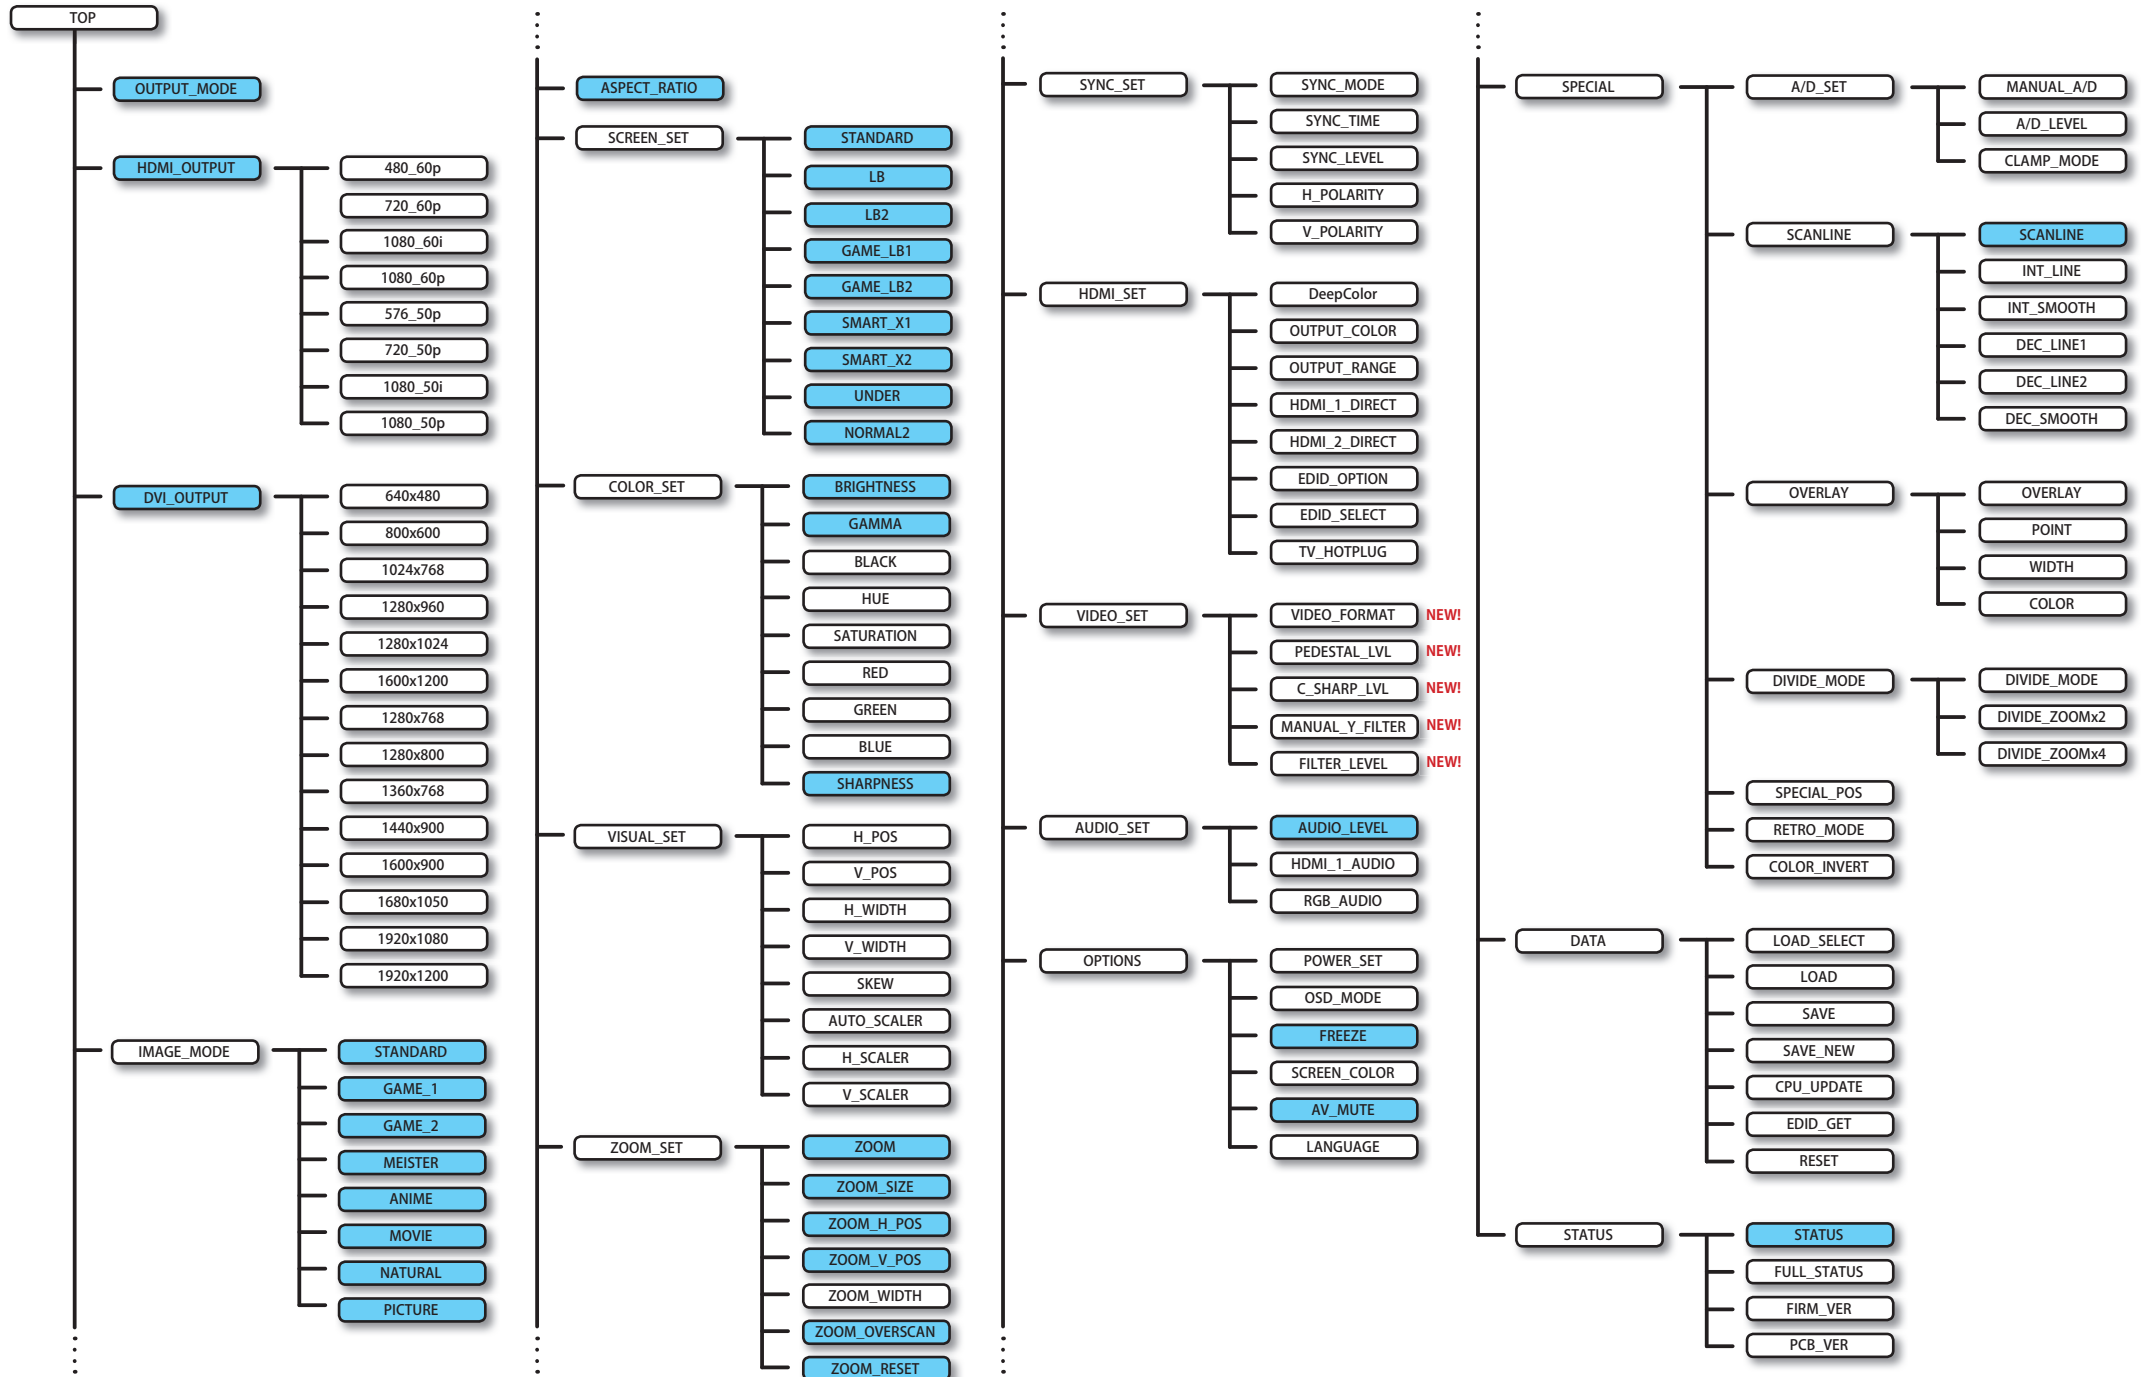 TOP
OUTPUT_MODE
HDMI_OUTPUT
480_60p
720_60p
1080_60i
1080_60p
576_50p
720_50p
1080_50i
1080_50p
DVI_OUTPUT
640x480
800x600
1024x768
1280x960
1280x1024
1600x1200
1280x768
1280x800
1360x768
1440x900
1600x900
1680x1050
1920x1080
1920x1200
IMAGE_MODE
STANDARD
GAME_1
GAME_2
MEISTER
ANIME
MOVIE
NATURAL
PICTURE
ASPECT_RATIO
SCREEN_SET
STANDARD
LB
LB2
GAME_LB1
GAME_LB2
SMART_X1
SMART_X2
UNDER
NORMAL2
COLOR_SET
BRIGHTNESS
GAMMA
BLACK
HUE
SATURATION
RED
GREEN
BLUE
SHARPNESS
VISUAL_SET
H_POS
V_POS
H_WIDTH
V_WIDTH
SKEW
AUTO_SCALER
H_SCALER
V_SCALER
ZOOM_SET
ZOOM
ZOOM_SIZE
ZOOM_H_POS
ZOOM_V_POS
ZOOM_WIDTH
ZOOM_OVERSCAN
ZOOM_RESET
SYNC_SET
SYNC_MODE
SYNC_TIME
SYNC_LEVEL
H_POLARITY
V_POLARITY
HDMI_SET
DeepColor
OUTPUT_COLOR
OUTPUT_RANGE
HDMI_1_DIRECT
HDMI_2_DIRECT
EDID_OPTION
EDID_SELECT
TV_HOTPLUG
VIDEO_SET
VIDEO_FORMAT NEW!
PEDESTAL_LVL NEW!
C_SHARP_LVL NEW!
MANUAL_Y_FILTER NEW!
FILTER_LEVEL NEW!
AUDIO_SET
AUDIO_LEVEL
HDMI_1_AUDIO
RGB_AUDIO
OPTIONS
POWER_SET
OSD_MODE
FREEZE
SCREEN_COLOR
AV_MUTE
LANGUAGE
SPECIAL
A/D_SET
MANUAL_A/D
A/D_LEVEL
CLAMP_MODE
SCANLINE
SCANLINE
INT_LINE
INT_SMOOTH
DEC_LINE1
DEC_LINE2
DEC_SMOOTH
OVERLAY
OVERLAY
POINT
WIDTH
COLOR
DIVIDE_MODE
DIVIDE_MODE
DIVIDE_ZOOMx2
DIVIDE_ZOOMx4
SPECIAL_POS
RETRO_MODE
COLOR_INVERT
DATA
LOAD_SELECT
LOAD
SAVE
SAVE_NEW
CPU_UPDATE
EDID_GET
RESET
STATUS
STATUS
FULL_STATUS
FIRM_VER
PCB_VER